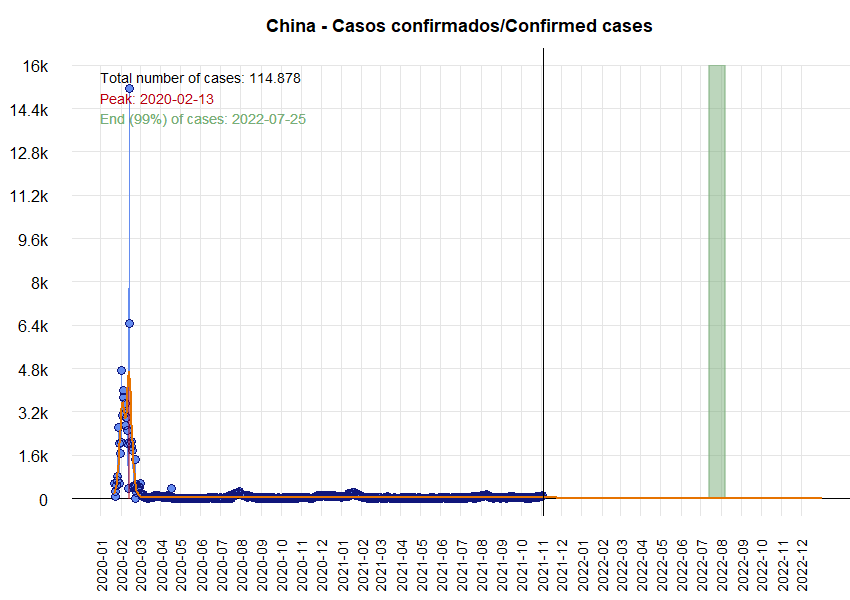 China - Casos confirmados/Confirmed cases
Total number of cases: 114.878
Peak: 2020-02-13
End (99%) of cases: 2022-07-25
16k
14.4k
12.8k
11.2k
9.6k
8k
6.4k
4.8k
3.2k
1.6k
0
2020-01
2020-02
2020-03
2020-04
2020-05
2020-06
2020-07
2020-08
2020-09
2020-10
2020-11
2020-12
2021-01
2021-02
2021-03
2021-04
2021-05
2021-06
2021-07
2021-08
2021-09
2021-10
2021-11
2021-12
2022-01
2022-02
2022-03
2022-04
2022-05
2022-06
2022-07
2022-08
2022-09
2022-10
2022-11
2022-12